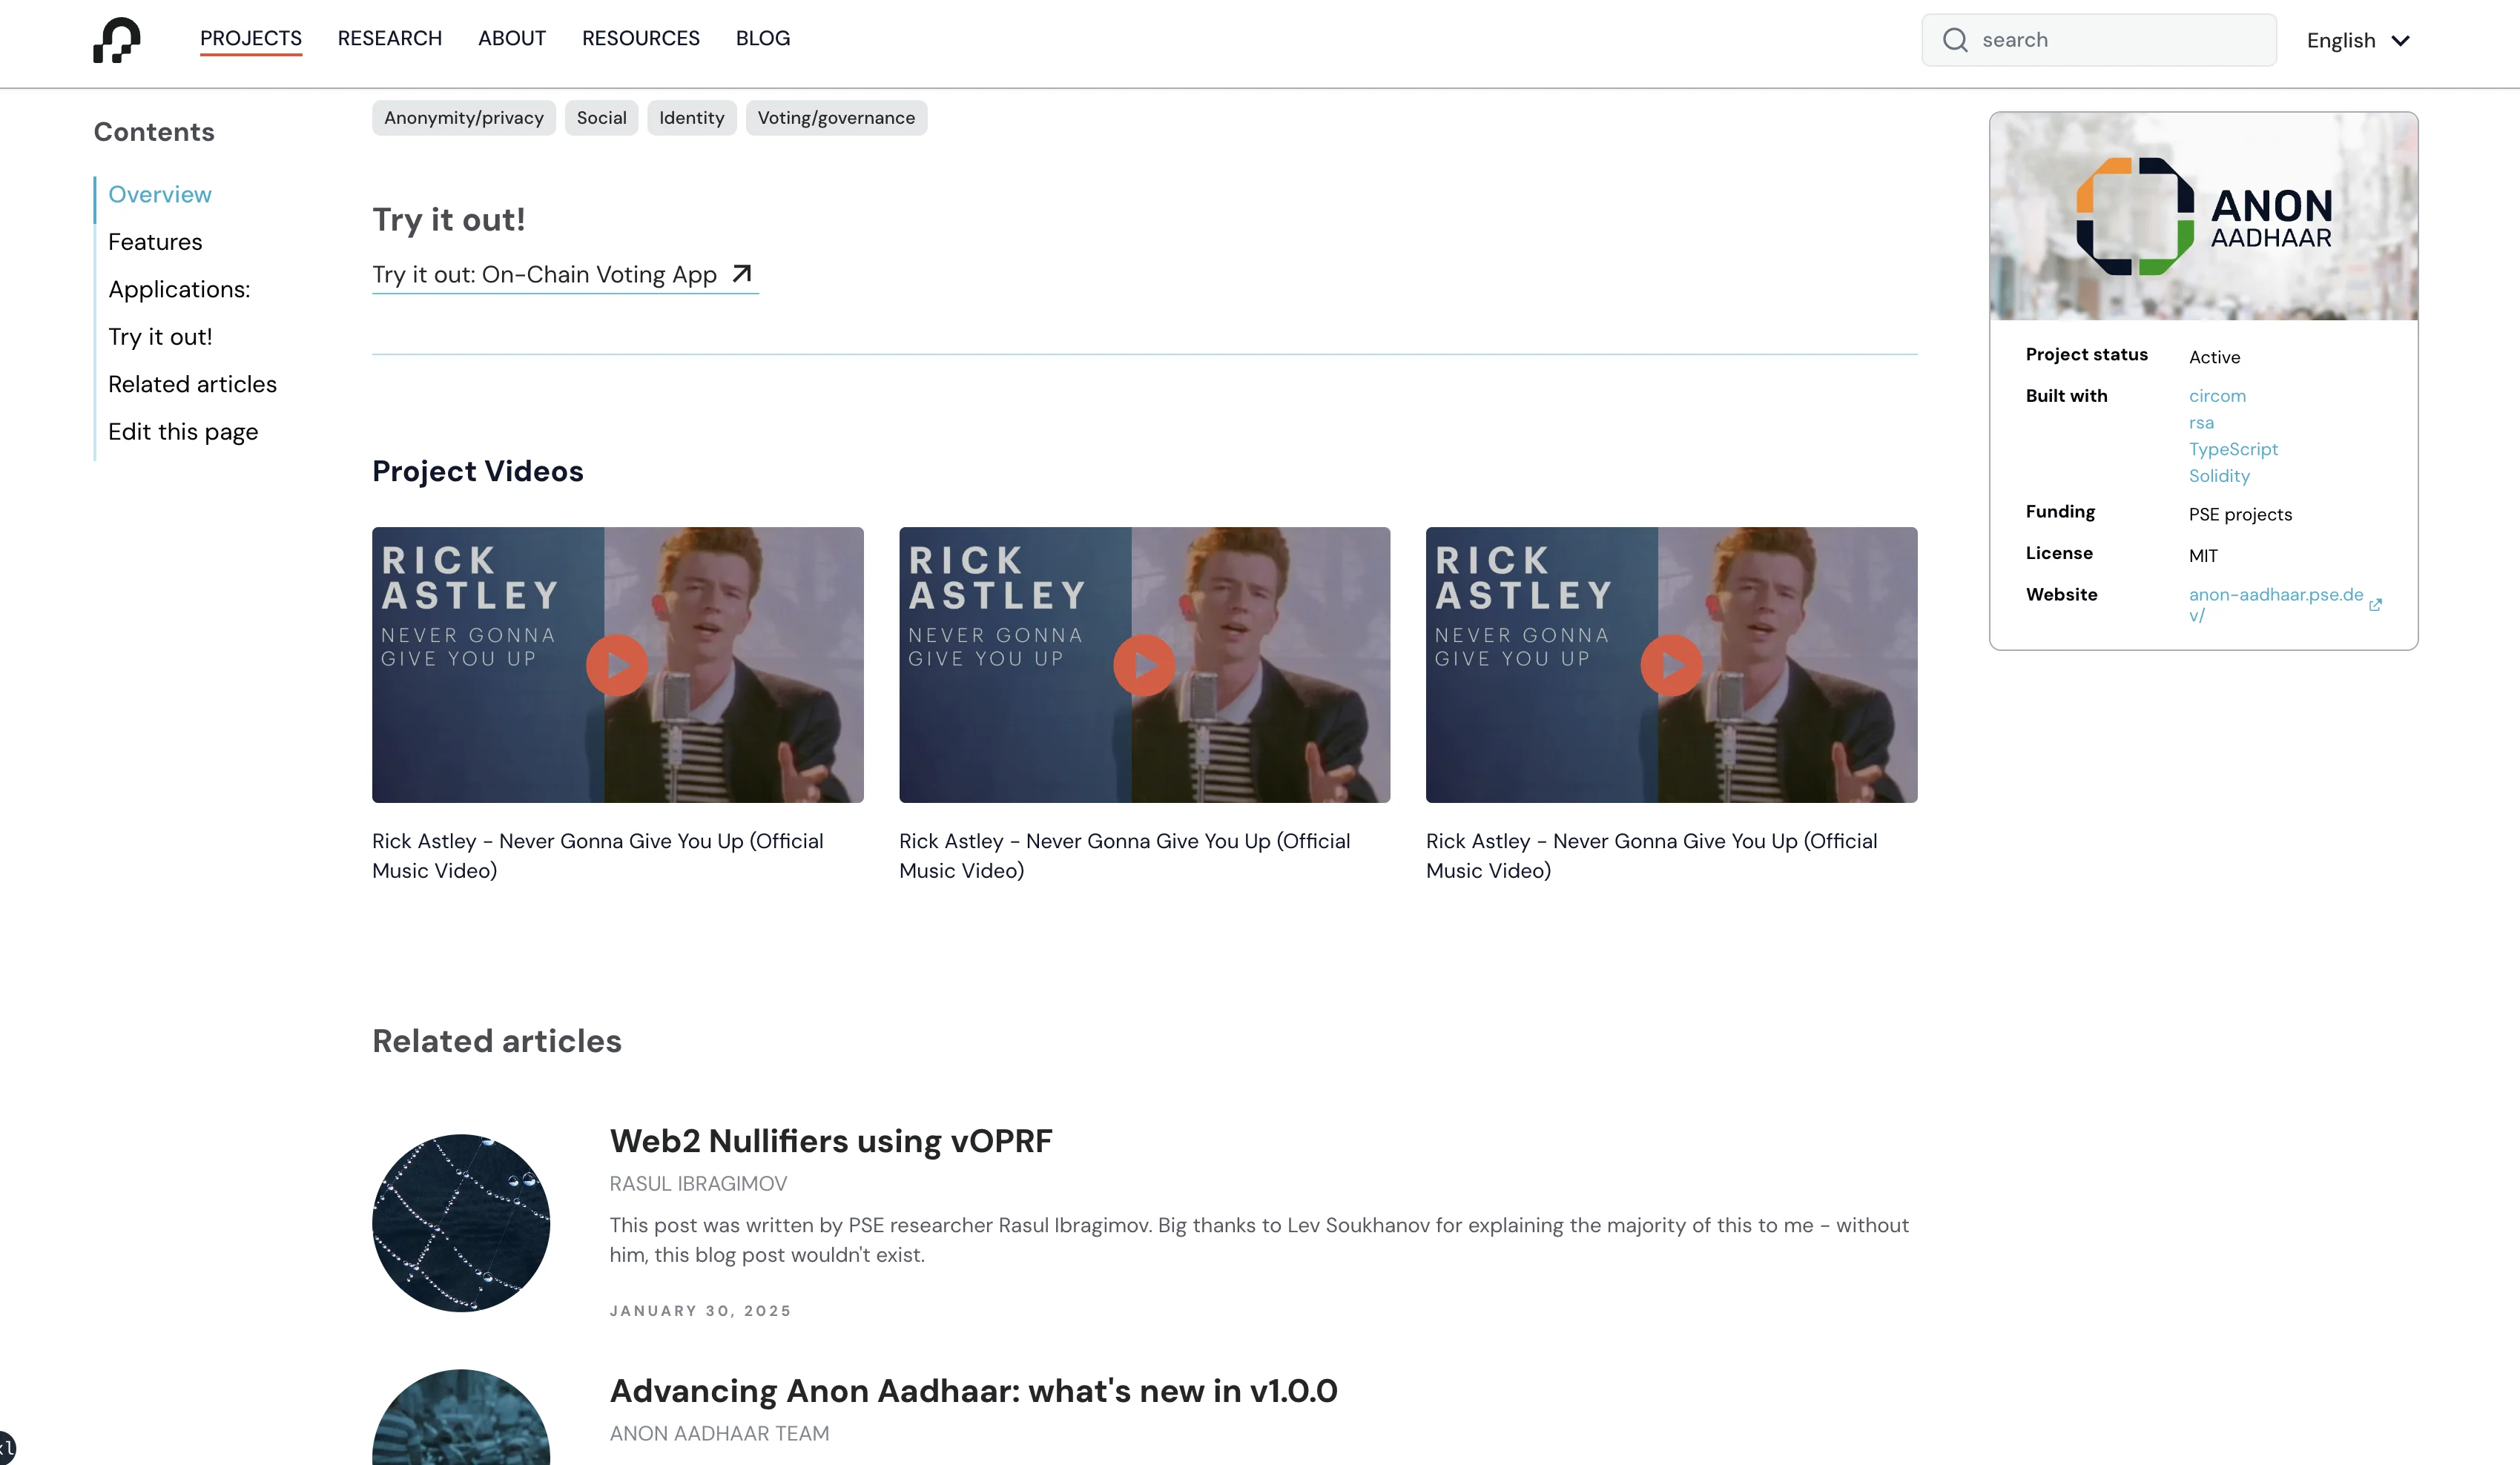 PROJECTS
RESEARCH
ABOUT
RESOURCES
BLOG
search
English
Contents
Overview
Features
Applications:
Try it out!
Related articles
Edit this page
Anonymity/privacy
Social
Identity
Voting/governance
Try it out!
Try it out: On-Chain Voting App
Project Videos
RICK
ASTLEY
NEVER GONNA
GIVE YOU UP
Rick Astley - Never Gonna Give You Up (Official
Music Video)
RICK
ASTLEY
NEVER GONNA
GIVE YOU UP
Rick Astley - Never Gonna Give You Up (Official
Music Video)
RICK
ASTLEY
NEVER GONNA
GIVE YOU UP
Rick Astley - Never Gonna Give You Up (Official
Music Video)
Related articles
Web2 Nullifiers using vOPRF
RASUL IBRAGIMOV
This post was written by PSE researcher Rasul Ibragimov. Big thanks to Lev Soukhanov for explaining the majority of this to me - without
him, this blog post wouldn't exist.
JANUARY 30, 2025
Advancing Anon Aadhaar: what's new in v1.0.0
ANON AADHAAR TEAM
ANON
AADHAAR
Project status
Active
Built with
circom
rsa
TypeScript
Solidity
Funding
PSE projects
License
MIT
Website
anon-aadhaar.pse.de
v/